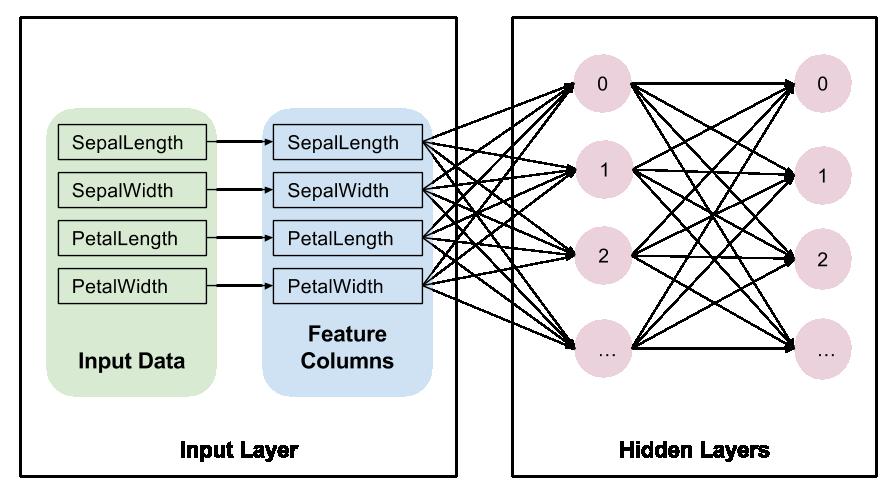 SepalLength
SepalWidth
PetalLength
PetalWidth
Input Data
SepalLength
SepalWidth
PetalLength
PetalWidth
Feature
Columns
Input Layer
0
1
2
...
0
1
2
...
Hidden Layers